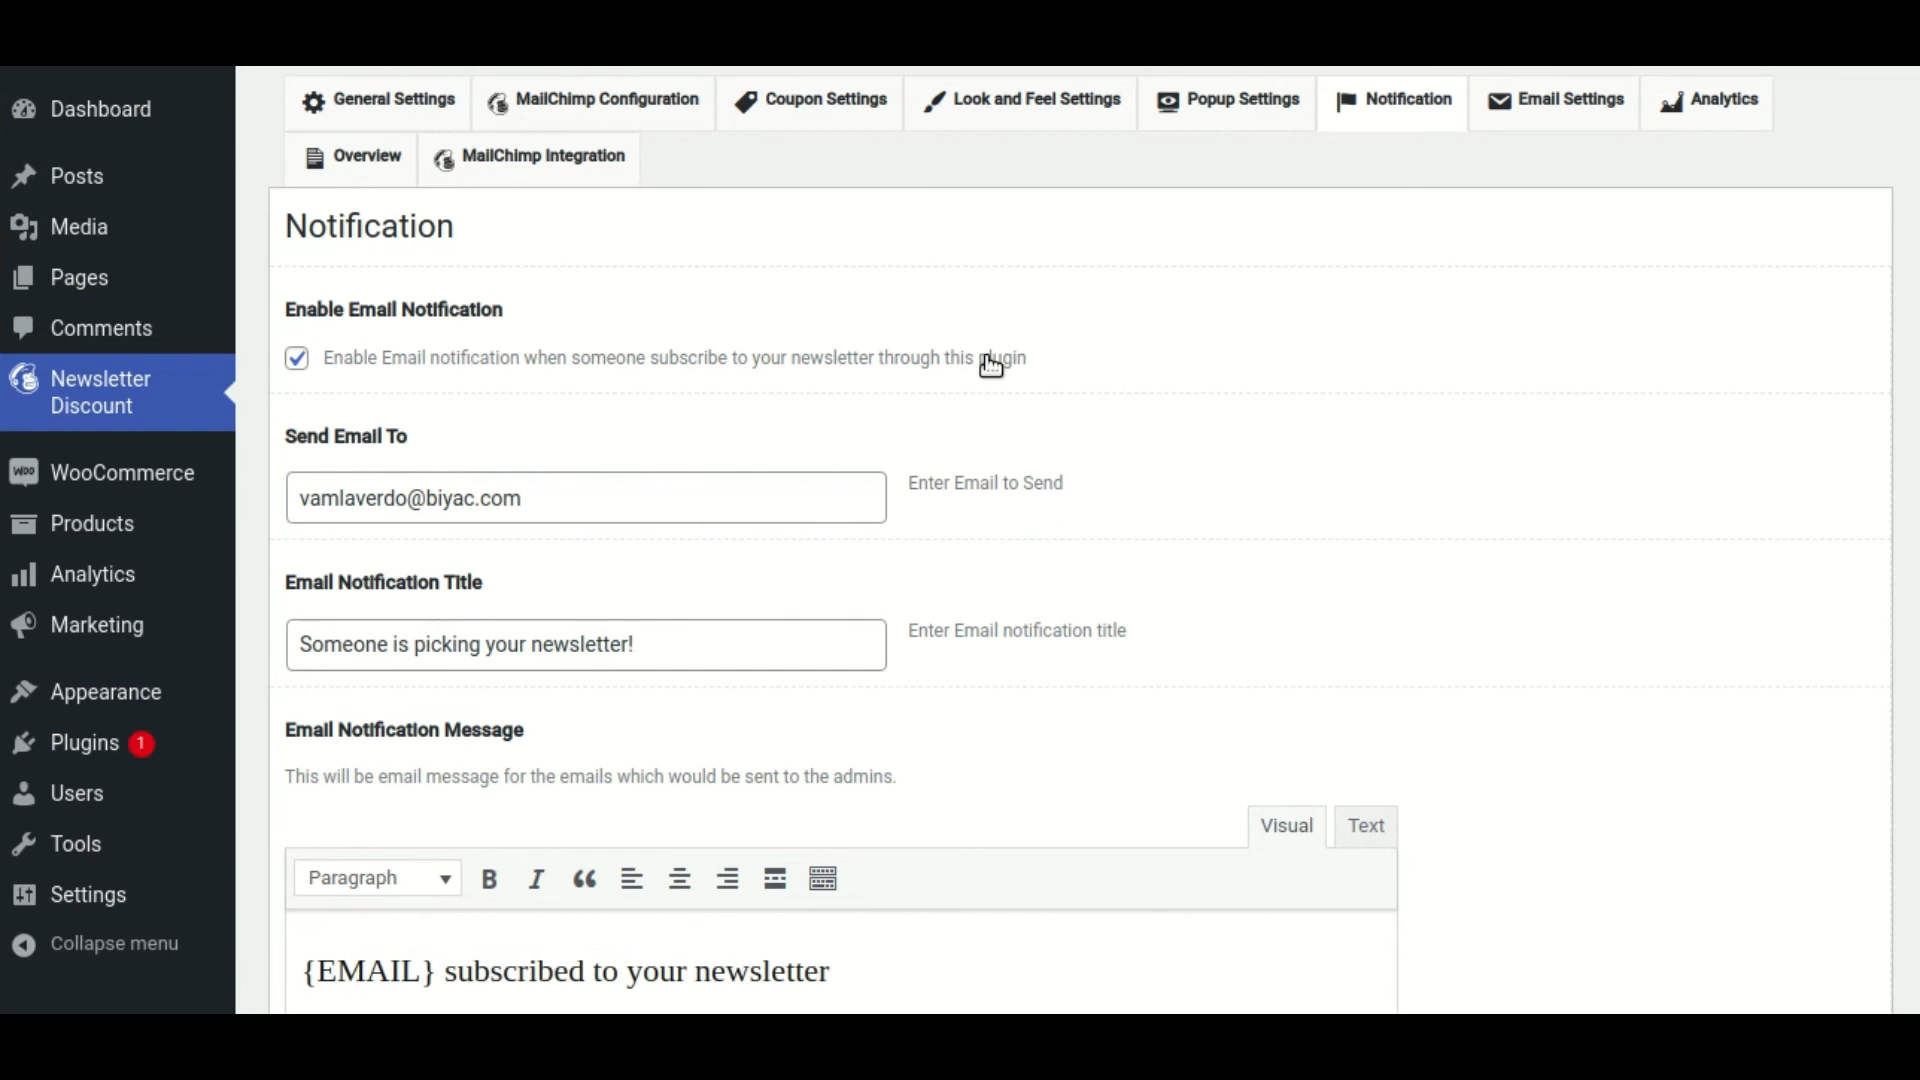 General Settings
MailChimp Configuration
Coupon Settings
Look and Feel Settings
Popup Settings
Notification
Email Settings
Analytics
Overview
MailChimp Integration
Dashboard
Posts
Media
Pages
Comments
Newsletter
Discount
WOO WooCommerce
Products
Analytics
Marketing
Appearance
Plugins 1
Users
Tools
Settings
Collapse menu
Notification
Enable Email Notification
Enable Email notification when someone subscribe to your newsletter through this plugin
Send Email To
vamlaverdo@biyac.com
Enter Email to Send
Email Notification Title
Someone is picking your newsletter!
Enter Email notification title
Email Notification Message
This will be email message for the emails which would be sent to the admins.
Visual
Text
Paragraph
B I
{EMAIL} subscribed to your newsletter